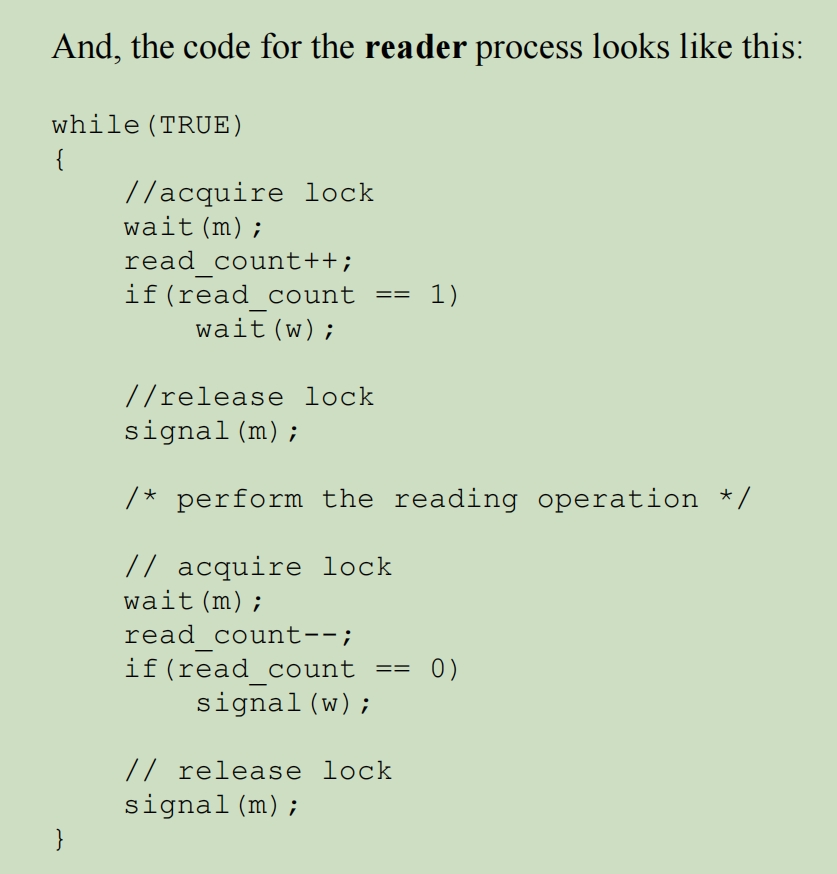 And, the code for the reader process looks like this:
while(TRUE)
{
//acquire lock
wait(m);
read_count++;
if(read_count == 1)
wait(w);
//release lock
signal(m);
/* perform the reading operation */
// acquire lock
wait(m);
read_count--;
if(read_count == 0)
signal(w);
// release lock
signal(m);
}